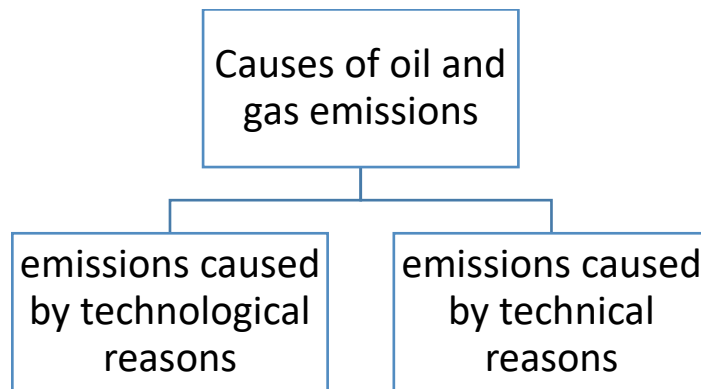 Causes of oil and
gas emissions
emissions caused
by technological
reasons
emissions caused
by technical
reasons